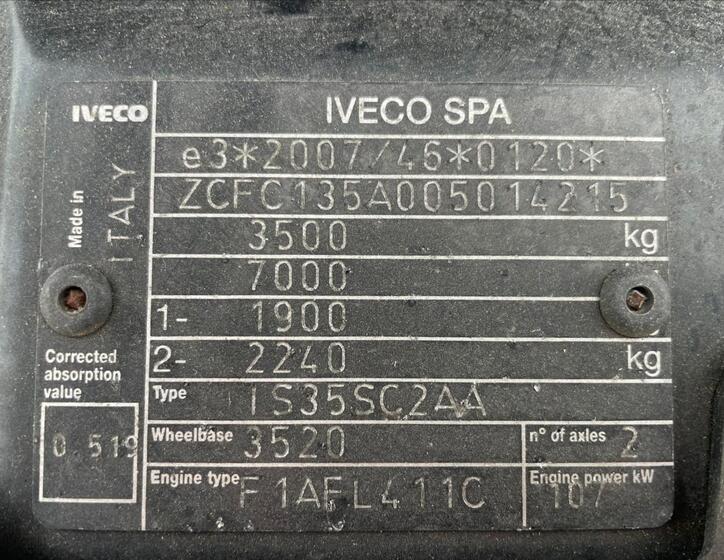 IVECO
IVECO SPA
e3*2007/46*0120*
Made in
ITALY
ZCFC135A005014215
3500 kg
7000
1- 1900
2- 2240 kg
Corrected
absorption
value
0.519
Type IS35SC2AA
Wheelbase 3520
n° of axles 2
Engine type F1AFL411C
Engine power kW
107